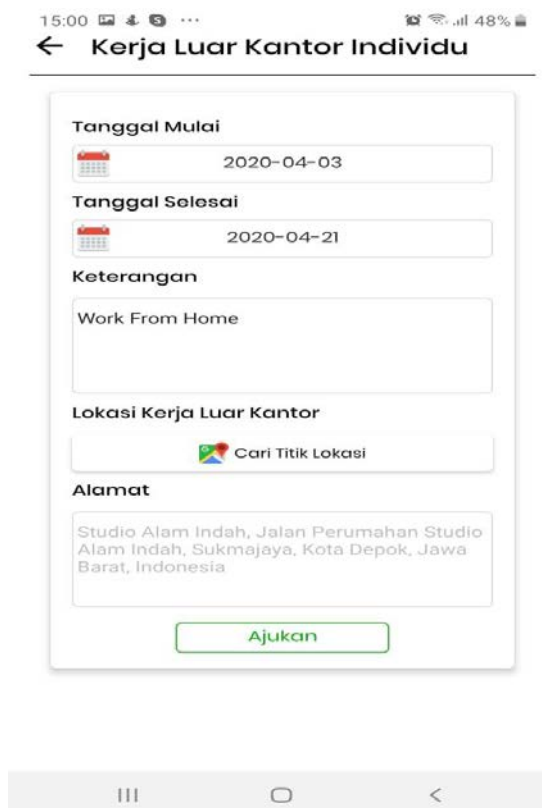 15:00
48%
Kerja Luar Kantor Individu
Tanggal Mulai
2020-04-03
Tanggal Selesai
2020-04-21
Keterangan
Work From Home
Lokasi Kerja Luar Kantor
Cari Titik Lokasi
Alamat
Studio Alam Indah, Jalan Perumahan Studio
Alam Indah, Sukmajaya, Kota Depok, Jawa
Barat, Indonesia
Ajukan